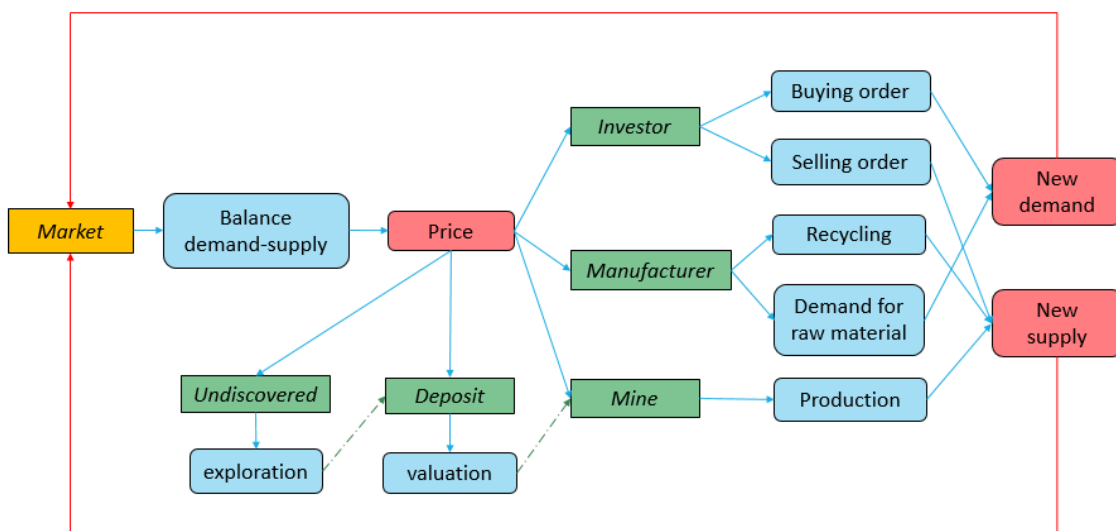 Market
Balance
demand-supply
Price
Investor
Buying order
Selling order
Manufacturer
Recycling
Demand for
raw material
Mine
Production
New
demand
New
supply
Undiscovered
exploration
Deposit
valuation